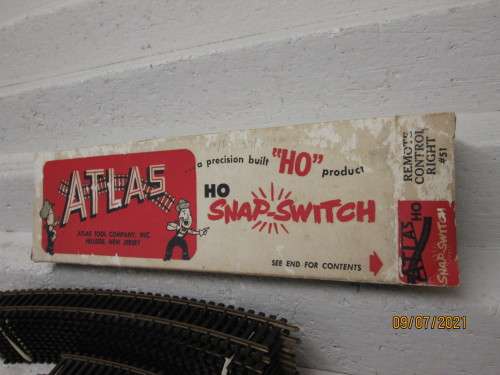 ATLAS
ATLAS TOOL COMPANY, INC.
HILLSIDE, NEW JERSEY
a precision built "HO" product
HO
SNAP-SWITCH
SEE END FOR CONTENTS
REMOTE
CONTROL
RIGHT
#51
ATLAS HO
SNAP-SWITCH
09/07/2021